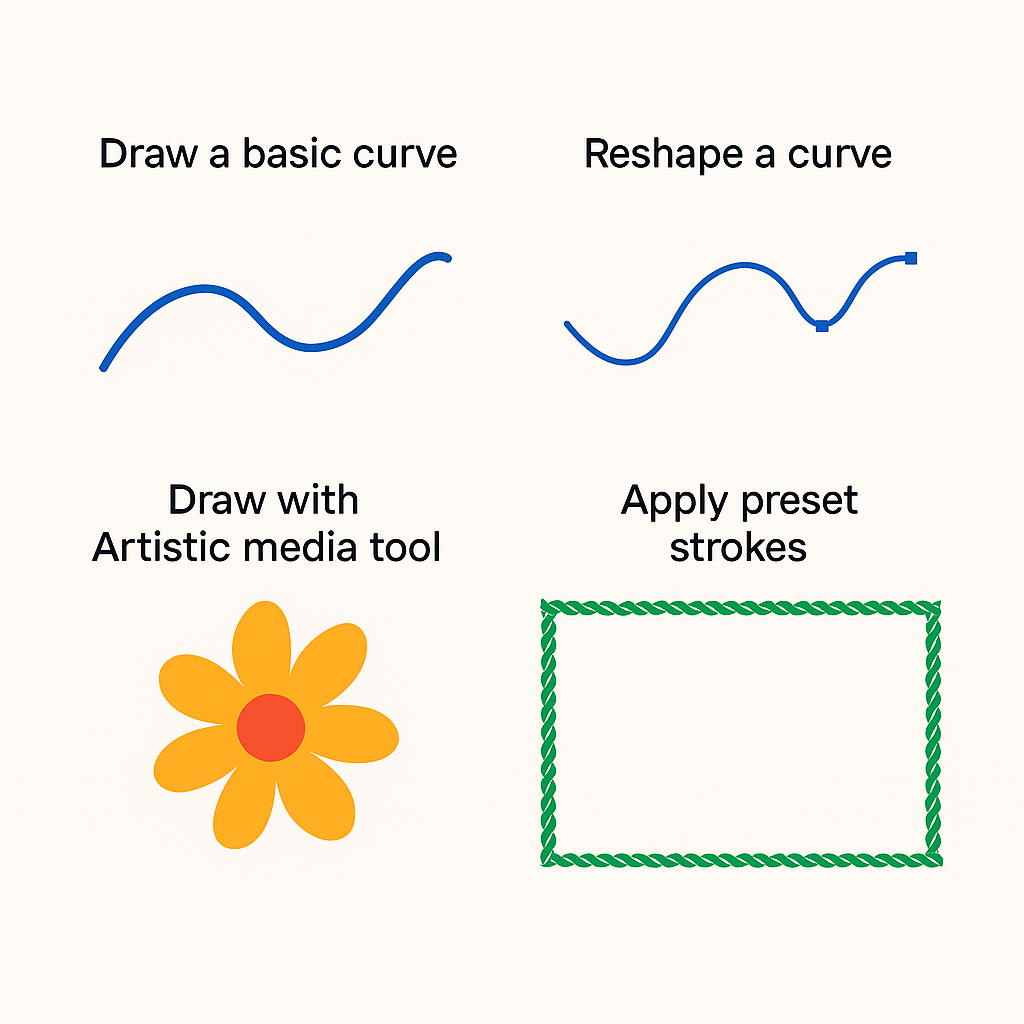 Draw a basic curve
Reshape a curve
Draw with
Artistic media tool
Apply preset
strokes